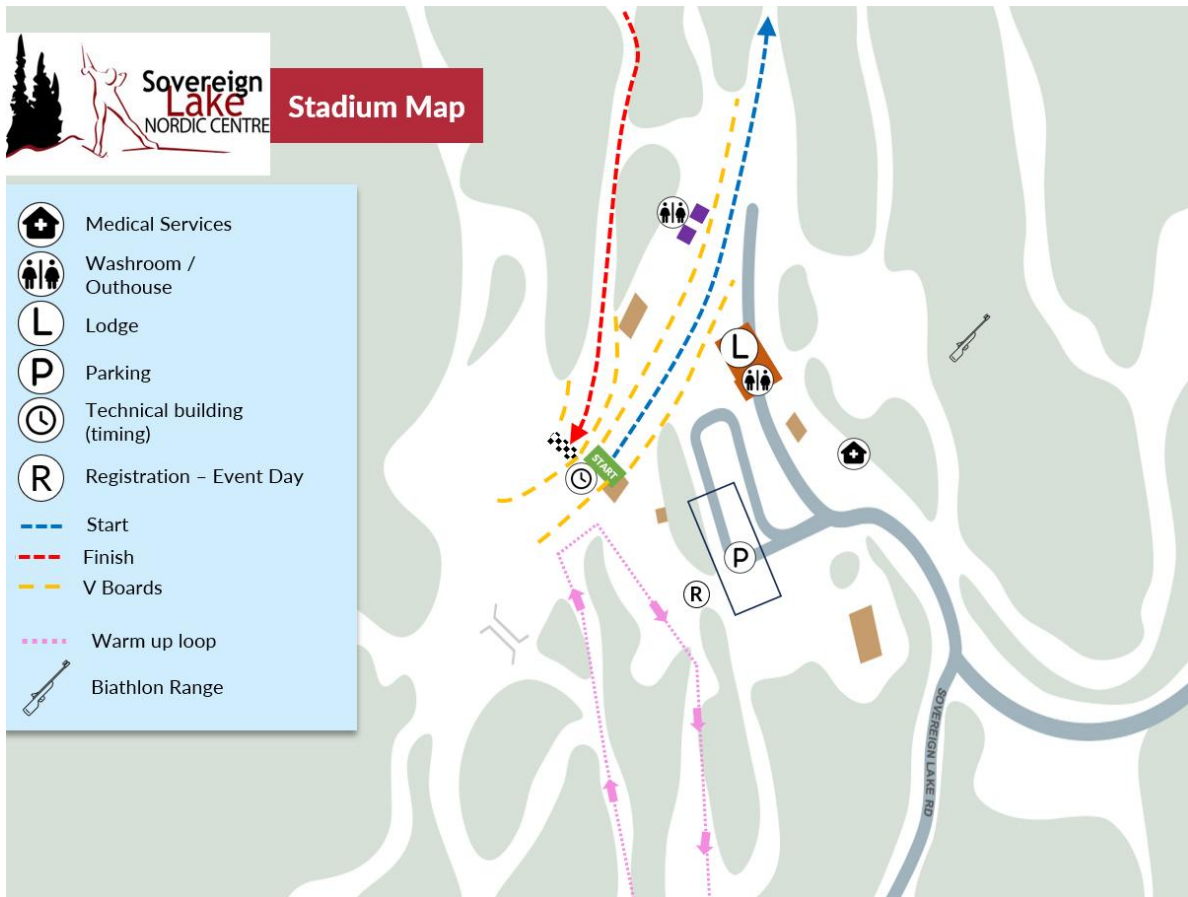 Sovereign
Lake
NORDIC CENTRE
Stadium Map
Medical Services
Washroom /
Outhouse
L
Lodge
P
Parking
Technical building
(timing)
R
Registration – Event Day
Start
Finish
V Boards
Warm up loop
Biathlon Range
L
START
P
R
SOVEREIGN LAKE RD